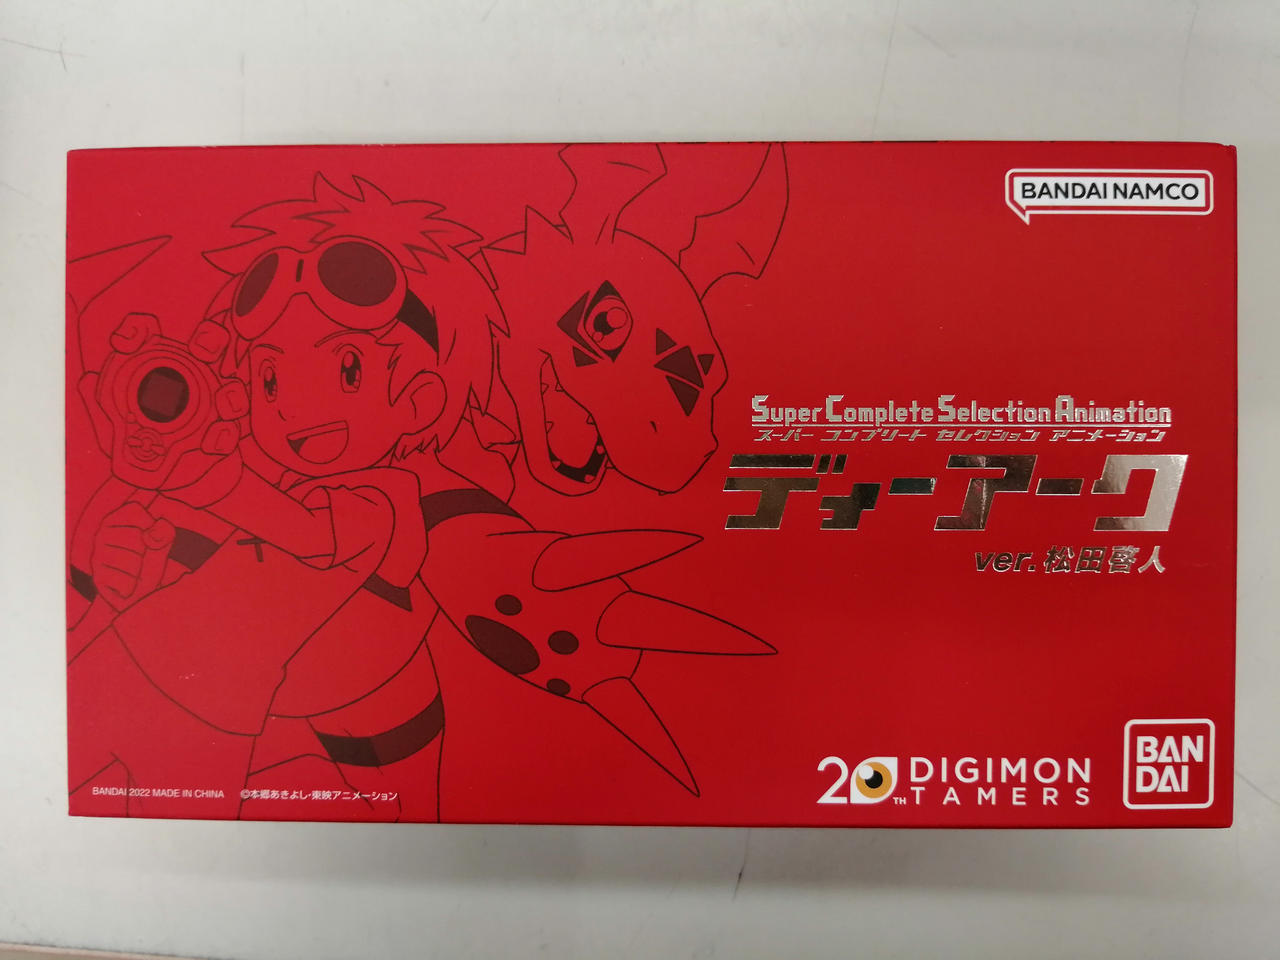 BANDAI NAMCO
Super Complete Selection Animation
スーパー コンプリート セレクション アニメーション
ディーアーク
ver.松田啓人
20TH DIGIMON
TAMERS
BAN
DAI
BANDAI 2022 MADE IN CHINA ©本郷あきよし・東映アニメーション